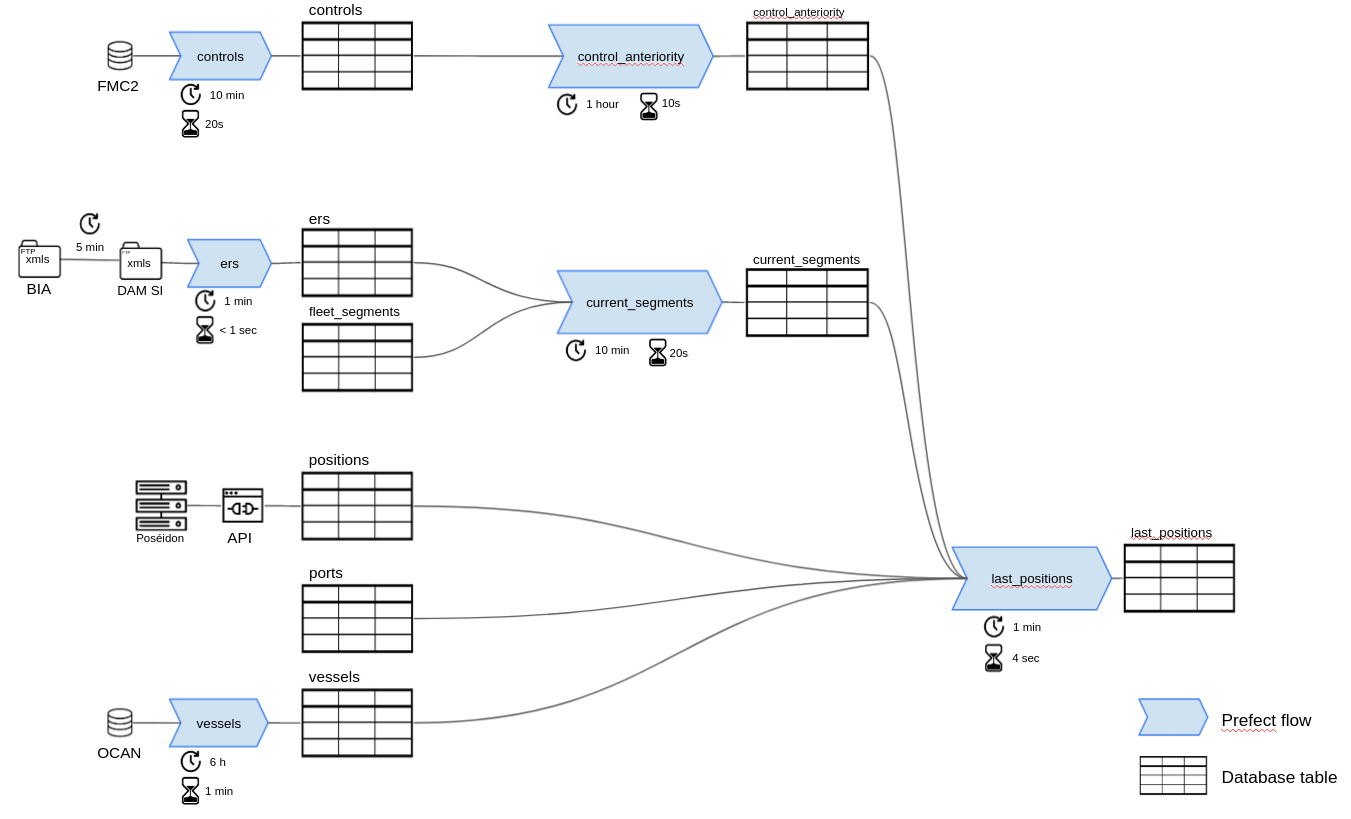 controls
control_anteriority
controls
control_anteriority
FMC2
10 min
20s
1 hour
10s
ers
5 min
FTP
xmls
FTP
xmls
ers
BIA
DAM SI
1 min
< 1 sec
fleet_segments
current_segments
current_segments
10 min
20s
positions
Poséidon
API
ports
last_positions
last_positions
1 min
4 sec
vessels
vessels
OCAN
6 h
1 min
Prefect flow
Database table